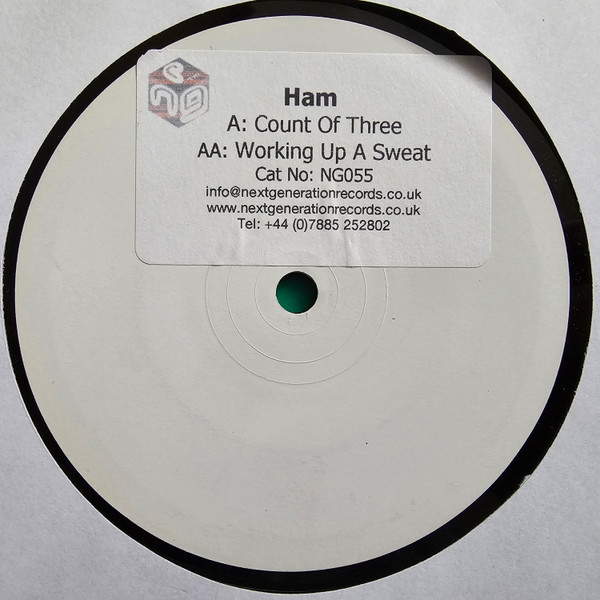 ng
Ham
A: Count Of Three
AA: Working Up A Sweat
Cat No: NG055
info@nextgenerationrecords.co.uk
www.nextgenerationrecords.co.uk
Tel: +44 (0)7885 252802